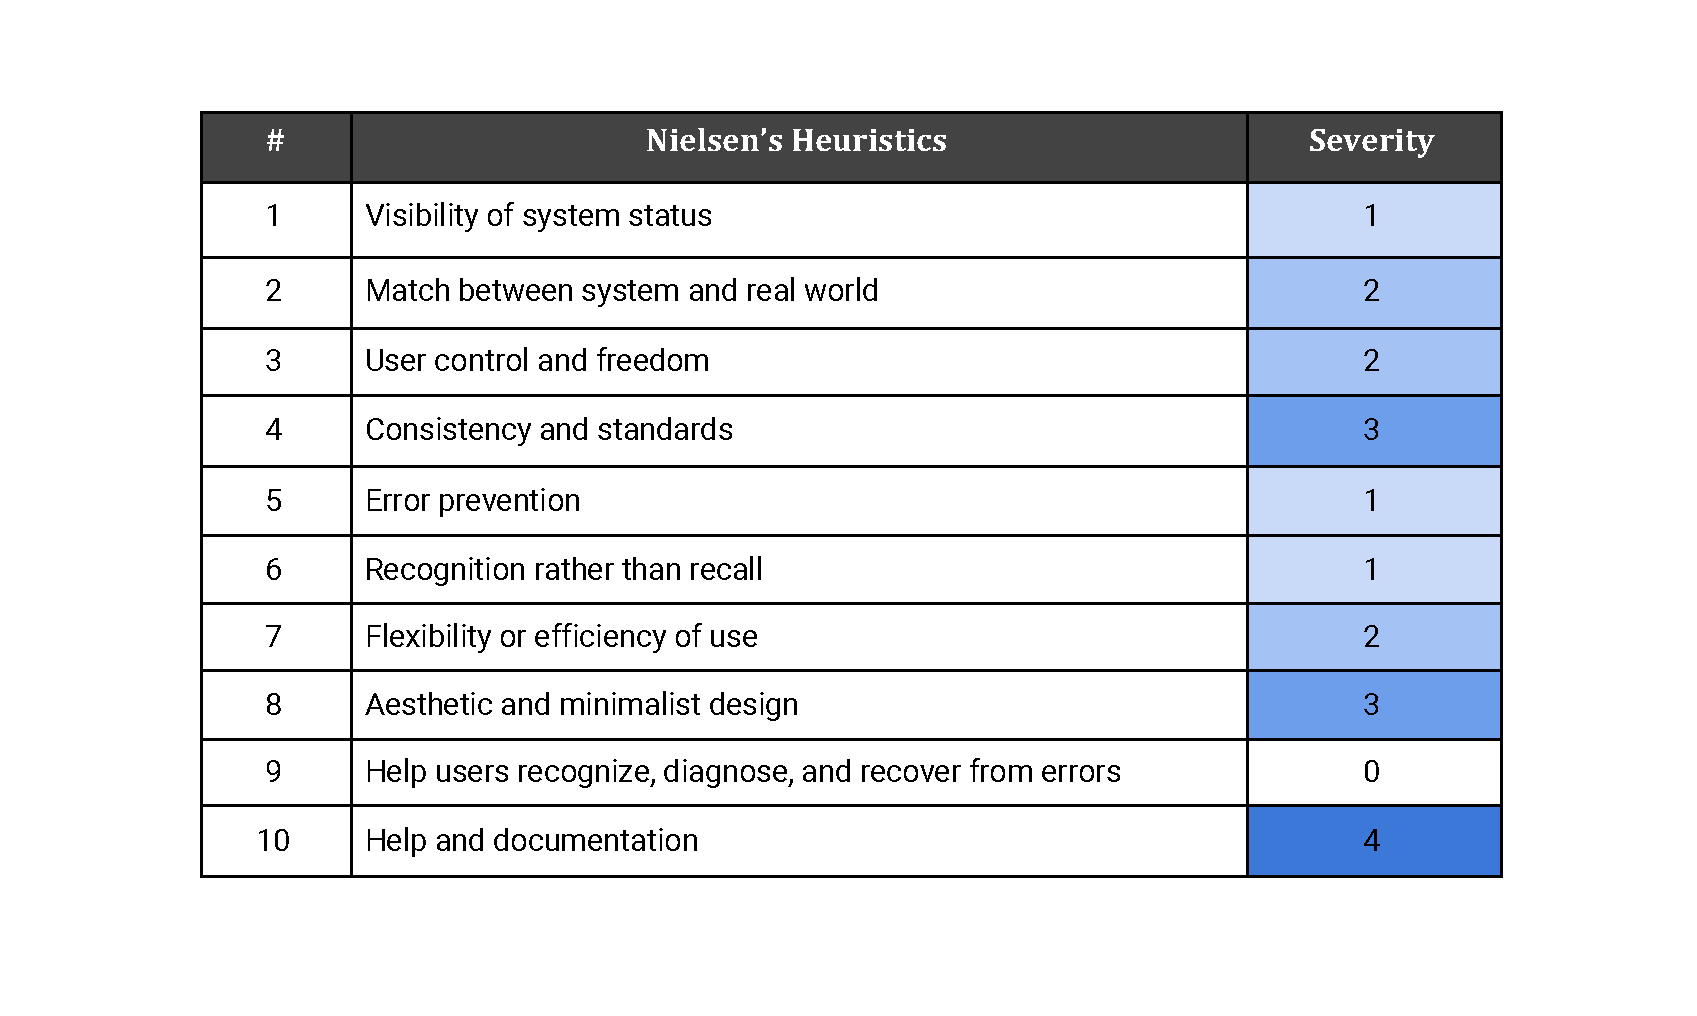 # Nielsen’s Heuristics Severity
1 Visibility of system status 1
2 Match between system and real world 2
3 User control and freedom 2
4 Consistency and standards 3
5 Error prevention 1
6 Recognition rather than recall 1
7 Flexibility or efficiency of use 2
8 Aesthetic and minimalist design 3
9 Help users recognize, diagnose, and recover from errors 0
10 Help and documentation 4